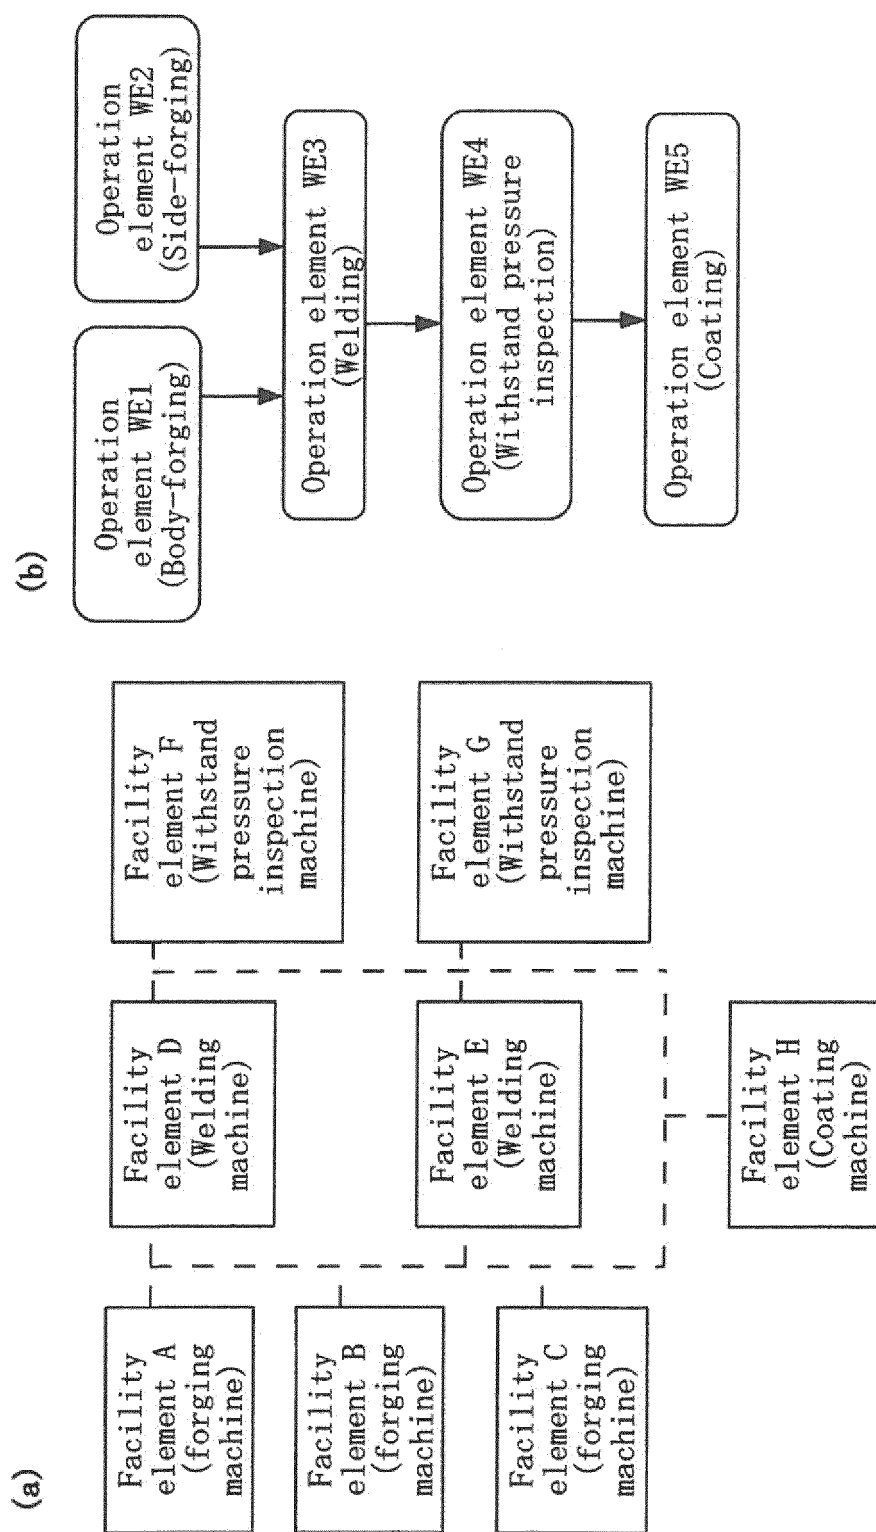 (a)
Facility
element A
(forging
machine)
Facility
element B
(forging
machine)
Facility
element C
(forging
machine)
Facility
element D
(Welding
machine)
Facility
element E
(Welding
machine)
Facility
element F
(Withstand
pressure
inspection
machine)
Facility
element G
(Withstand
pressure
inspection
machine)
Facility
element H
(Coating
machine)
(b)
Operation
element WE1
(Body-forging)
Operation
element WE2
(Side-forging)
Operation element WE3
(Welding)
Operation element WE4
(Withstand pressure
inspection)
Operation element WE5
(Coating)